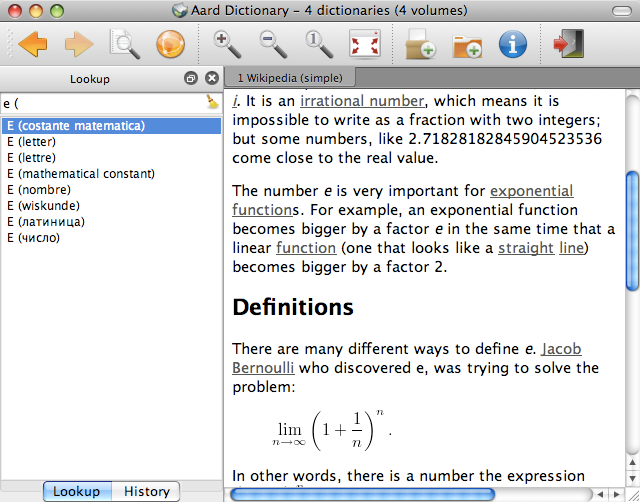 Aard Dictionary – 4 dictionaries (4 volumes)
Lookup
e (
E (costante matematica)
E (letter)
E (lettre)
E (mathematical constant)
E (nombre)
E (wiskunde)
E (латиница)
E (число)
Lookup
History
1 Wikipedia (simple)
i. It is an irrational number, which means it is
impossible to write as a fraction with two integers;
but some numbers, like 2.71828182845904523536
come close to the real value.
The number e is very important for exponential
functions. For example, an exponential function
becomes bigger by a factor e in the same time that a
linear function (one that looks like a straight line)
becomes bigger by a factor 2.
Definitions
There are many different ways to define e. Jacob
Bernoulli who discovered e, was trying to solve the
problem:
lim n→∞ (1 + 1/n)^n .
In other words, there is a number the expression